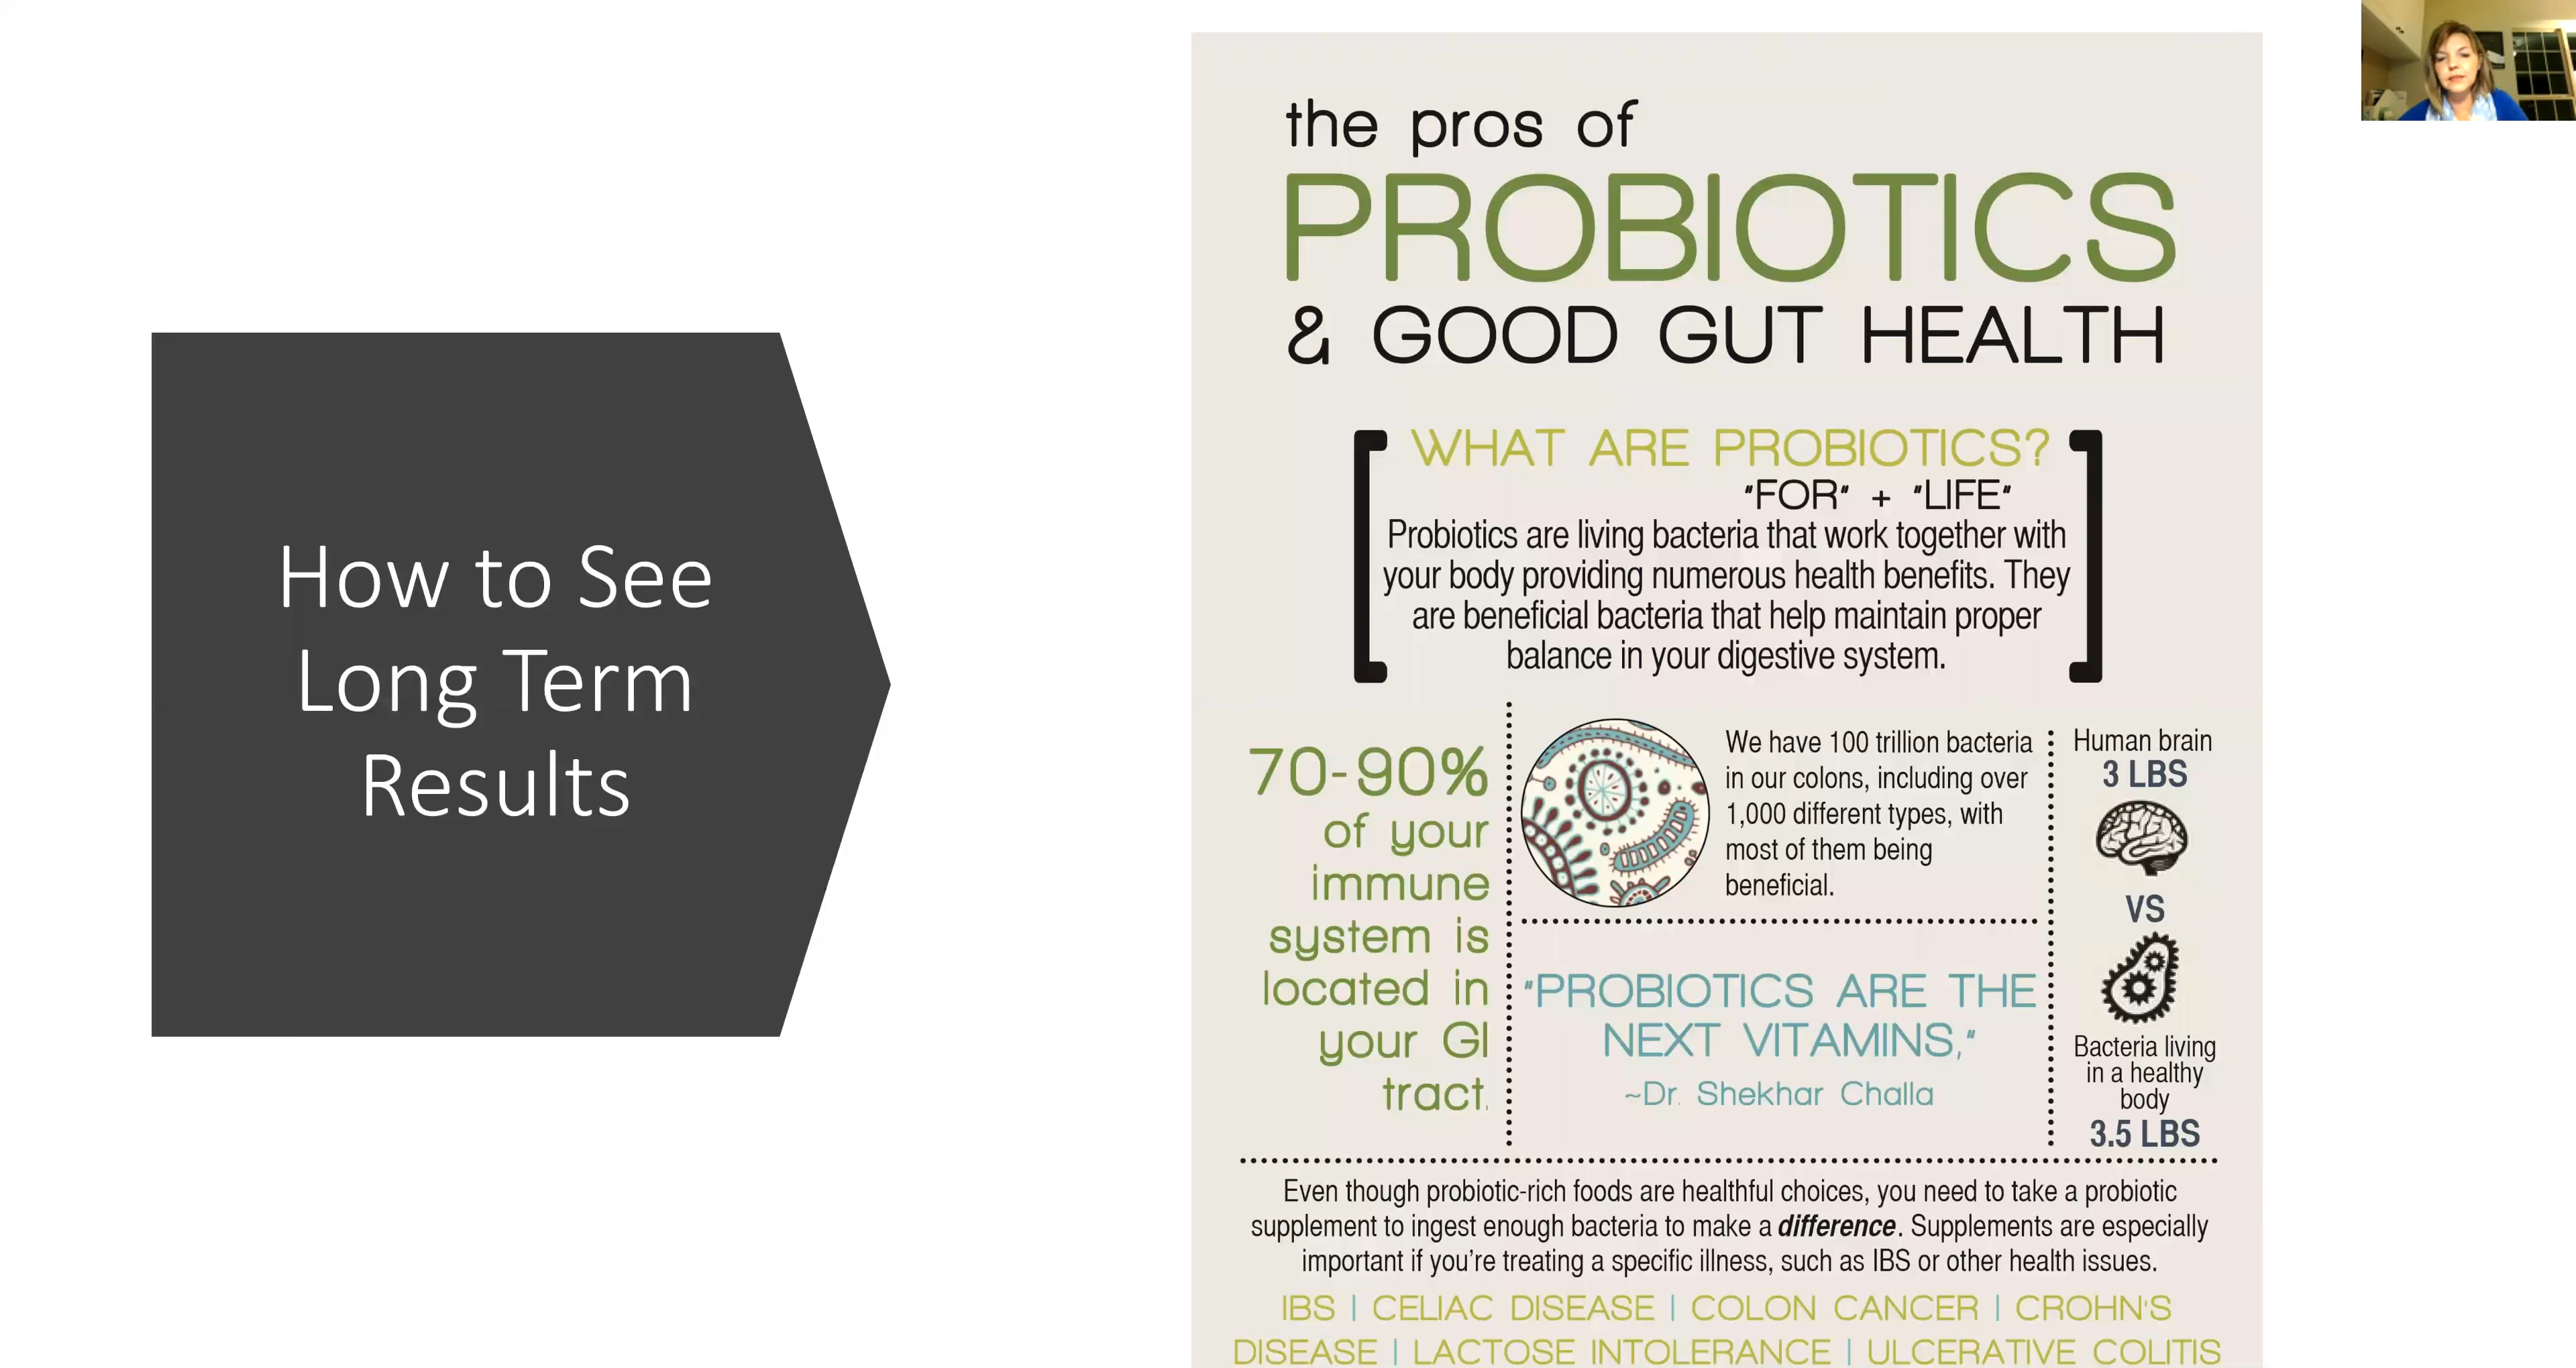 How to See
Long Term
Results
the pros of
PROBIOTICS
& GOOD GUT HEALTH
WHAT ARE PROBIOTICS?
"FOR" + "LIFE"
Probiotics are living bacteria that work together with
your body providing numerous health benefits. They
are beneficial bacteria that help maintain proper
balance in your digestive system.
70-90%
of your
immune
system is
located in
your GI
tract.
We have 100 trillion bacteria
in our colons, including over
1,000 different types, with
most of them being
beneficial.
"PROBIOTICS ARE THE
NEXT VITAMINS,"
~Dr. Shekhar Challa
Human brain
3 LBS
VS
Bacteria living
in a healthy
body
3.5 LBS
Even though probiotic-rich foods are healthful choices, you need to take a probiotic
supplement to ingest enough bacteria to make a difference. Supplements are especially
important if you're treating a specific illness, such as IBS or other health issues.
IBS | CELIAC DISEASE | COLON CANCER | CROHN'S
DISEASE | LACTOSE INTOLERANCE | ULCERATIVE COLITIS